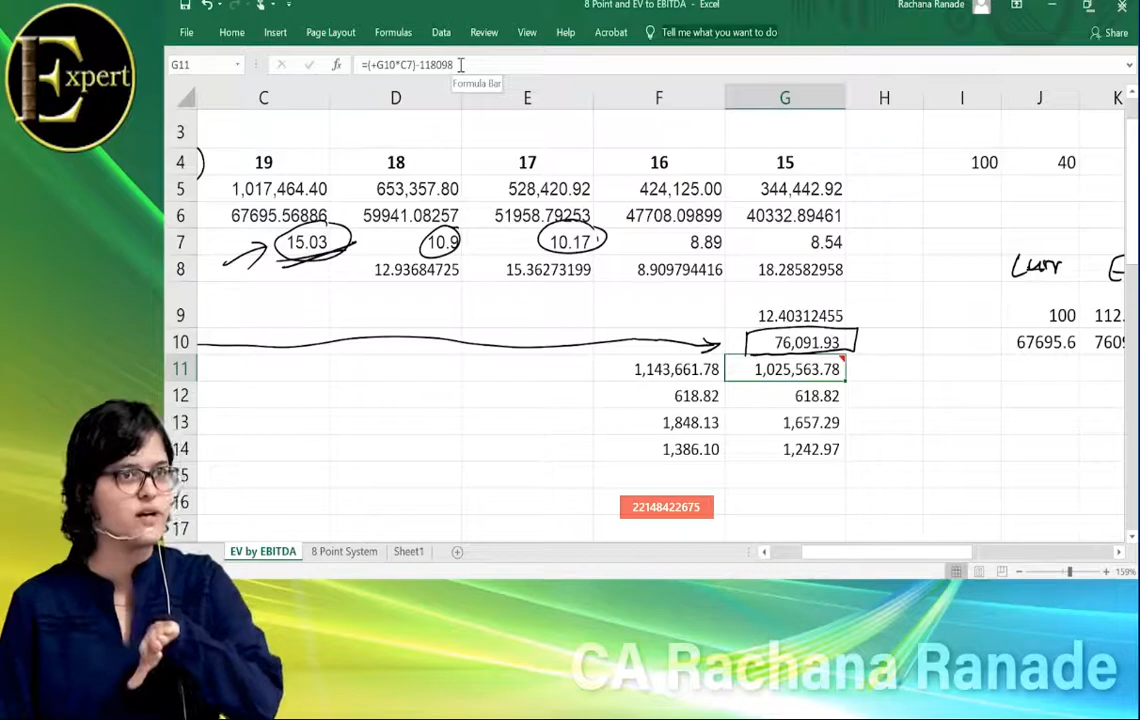 8 Point and EV to EBITDA - Excel
Rachana Ranade
Expert
File Home Insert Page Layout Formulas Data Review View Help Acrobat Tell me what you want to do
Share
G11 fx =(+G10*C7)-118098
Formula Bar
C D E F G H I J K
3
4 ) 19 18 17 16 15 100 40
5 1,017,464.40 653,357.80 528,420.92 424,125.00 344,442.92
6 67695.56886 59941.08257 51958.79253 47708.09899 40332.89461
7 15.03 10.9 10.17 8.89 8.54
8 12.93684725 15.36273199 8.909794416 18.28582958
Curr E
9 12.40312455 100 112.
10 76,091.93 67695.6 7609
11 1,143,661.78 1,025,563.78
12 618.82 618.82
13 1,848.13 1,657.29
14 1,386.10 1,242.97
15
16 22148422675
17
EV by EBITDA 8 Point System Sheet1
159%
CA Rachana Ranade